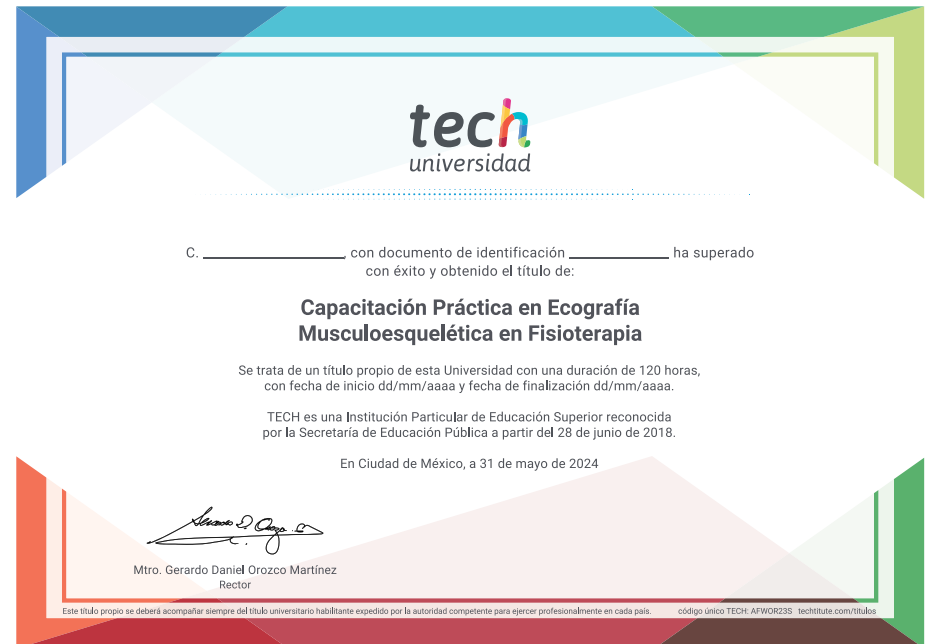 tech
universidad
C. ____________, con documento de identificación ____________ ha superado
con éxito y obtenido el título de:
Capacitación Práctica en Ecografía
Musculoesquelética en Fisioterapia
Se trata de un título propio de esta Universidad con una duración de 120 horas,
con fecha de inicio dd/mm/aaaa y fecha de finalización dd/mm/aaaa.
TECH es una Institución Particular de Educación Superior reconocida
por la Secretaría de Educación Pública a partir del 28 de junio de 2018.
En Ciudad de México, a 31 de mayo de 2024
Mtro. Gerardo Daniel Orozco Martínez
Rector
Este título propio se deberá acompañar siempre del título universitario habilitante expedido por la autoridad competente para ejercer profesionalmente en cada país. código único TECH: AFWOR23S techtitute.com/titulos